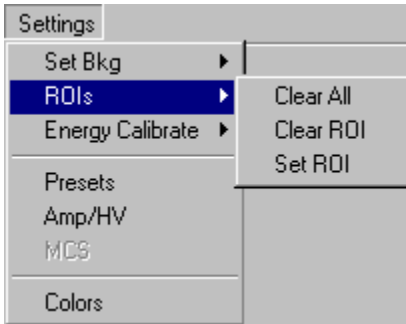 Settings
Set Bkg
ROIs
Energy Calibrate
Presets
Amp/HV
MCS
Colors
Clear All
Clear ROI
Set ROI